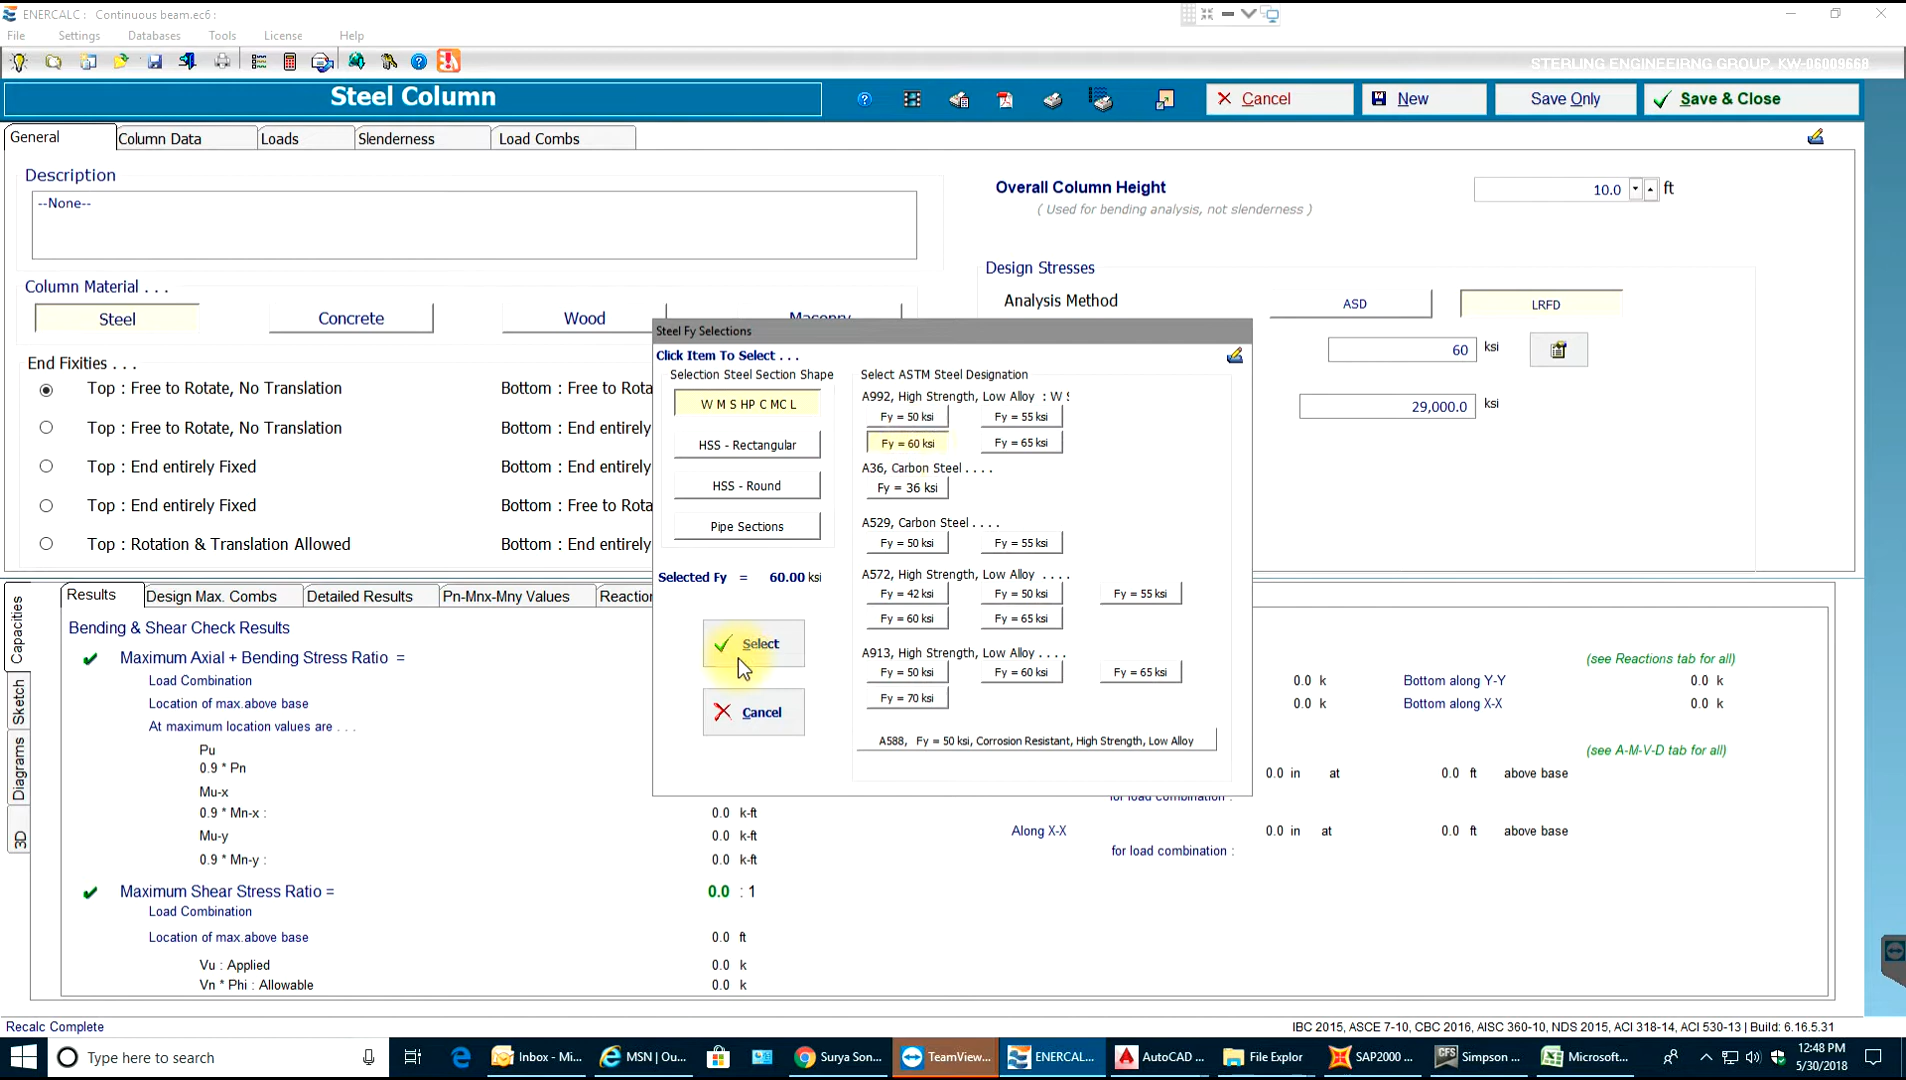 ENERCALC : Continuous beam.ec6 :
File Settings Databases Tools License Help
STERLING ENGINEEIRNG GROUP, KW-06009668
Steel Column
Cancel New Save Only Save & Close
General Column Data Loads Slenderness Load Combs
Description
--None--
Overall Column Height 10.0 ft
( Used for bending analysis, not slenderness )
Column Material . . .
Steel Concrete Wood Masonry
Design Stresses
Analysis Method ASD LRFD
60 ksi
29,000.0 ksi
End Fixities . . .
Top : Free to Rotate, No Translation Bottom : Free to Rota
Top : Free to Rotate, No Translation Bottom : End entirely
Top : End entirely Fixed Bottom : End entirely
Top : End entirely Fixed Bottom : Free to Rota
Top : Rotation & Translation Allowed Bottom : End entirely
Steel Fy Selections
Click Item To Select . . .
Selection Steel Section Shape
W M S HP C MC L
HSS - Rectangular
HSS - Round
Pipe Sections
Selected Fy = 60.00 ksi
Select
Cancel
Select ASTM Steel Designation
A992, High Strength, Low Alloy : W S
Fy = 50 ksi Fy = 55 ksi
Fy = 60 ksi Fy = 65 ksi
A36, Carbon Steel . . . .
Fy = 36 ksi
A529, Carbon Steel . . . .
Fy = 50 ksi Fy = 55 ksi
A572, High Strength, Low Alloy . . . .
Fy = 42 ksi Fy = 50 ksi Fy = 55 ksi
Fy = 60 ksi Fy = 65 ksi
A913, High Strength, Low Alloy . . . .
Fy = 50 ksi Fy = 60 ksi Fy = 65 ksi
Fy = 70 ksi
A588, Fy = 50 ksi, Corrosion Resistant, High Strength, Low Alloy
Capacities
Sketch
Diagrams
3D
Results Design Max. Combs Detailed Results Pn-Mnx-Mny Values Reaction
Bending & Shear Check Results
Maximum Axial + Bending Stress Ratio =
Load Combination
Location of max.above base
At maximum location values are . . .
Pu
0.9 * Pn
Mu-x
0.9 * Mn-x : 0.0 k-ft
Mu-y 0.0 k-ft
0.9 * Mn-y : 0.0 k-ft
Maximum Shear Stress Ratio = 0.0 : 1
Load Combination
Location of max.above base 0.0 ft
Vu : Applied 0.0 k
Vn * Phi : Allowable 0.0 k
(see Reactions tab for all)
0.0 k Bottom along Y-Y 0.0 k
0.0 k Bottom along X-X 0.0 k
(see A-M-V-D tab for all)
0.0 in at 0.0 ft above base
for load combination :
Along X-X 0.0 in at 0.0 ft above base
for load combination :
Recalc Complete
IBC 2015, ASCE 7-10, CBC 2016, AISC 360-10, NDS 2015, ACI 318-14, ACI 530-13 | Build: 6.16.5.31
Type here to search
Inbox - Mi...
MSN | Ou...
Surya Son...
TeamView...
ENERCAL...
AutoCAD ...
File Explor
SAP2000 ...
Simpson ...
Microsoft...
12:48 PM
5/30/2018